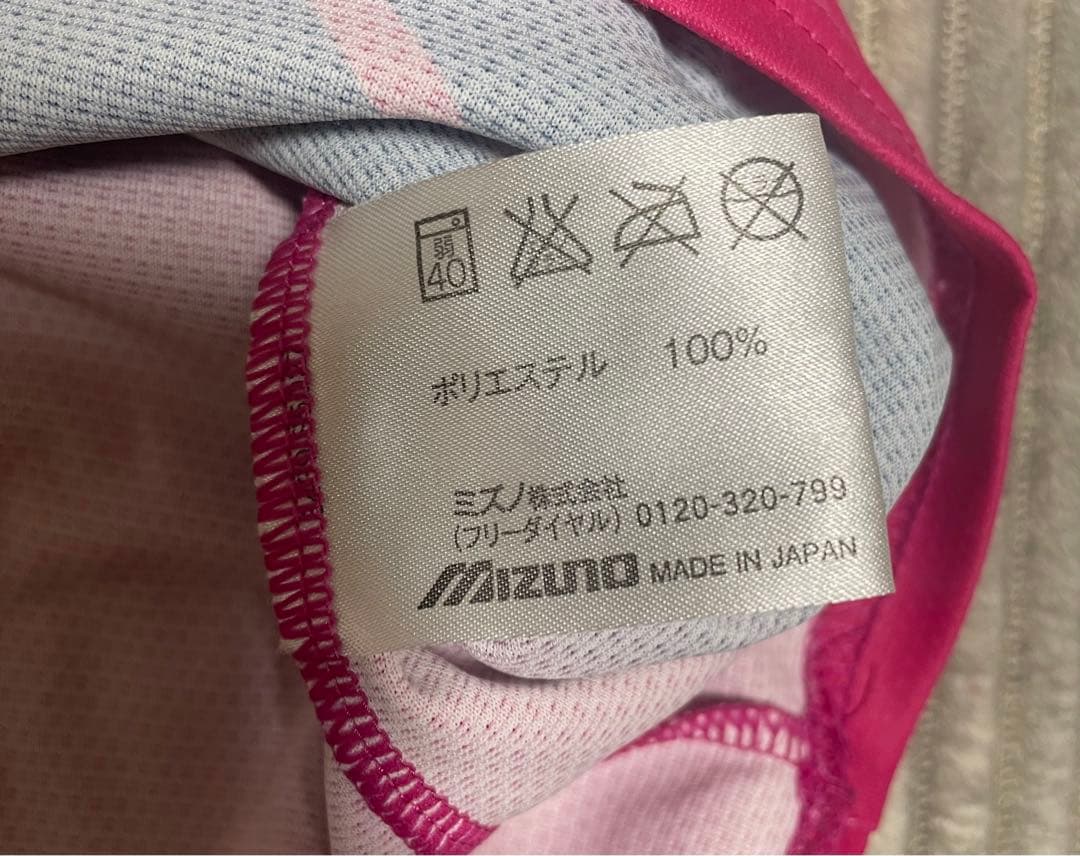 弱
40
ポリエステル 100%
ミズノ株式会社
(フリーダイヤル) 0120-320-799
MIZUNO MADE IN JAPAN